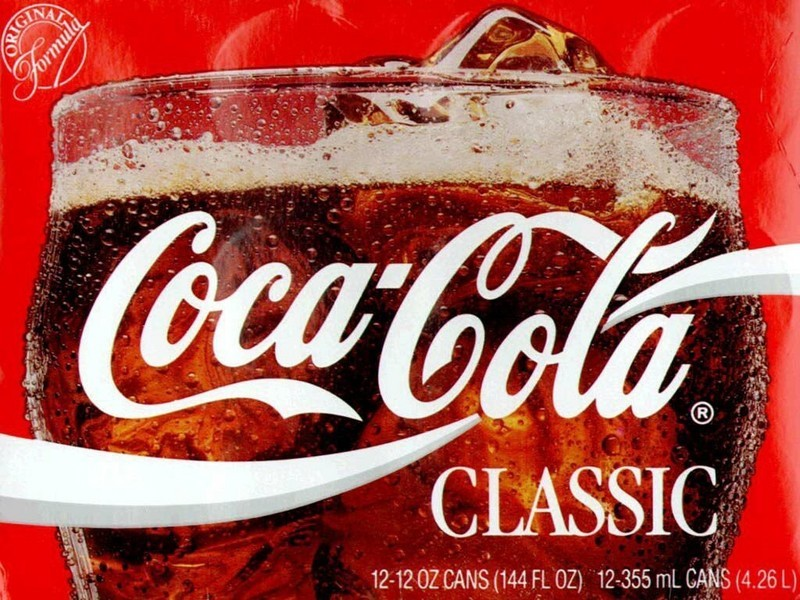 ORIGINAL
Formula
Coca-Cola®
CLASSIC
12-12 OZ CANS (144 FL OZ) 12-355 mL CANS (4.26 L)